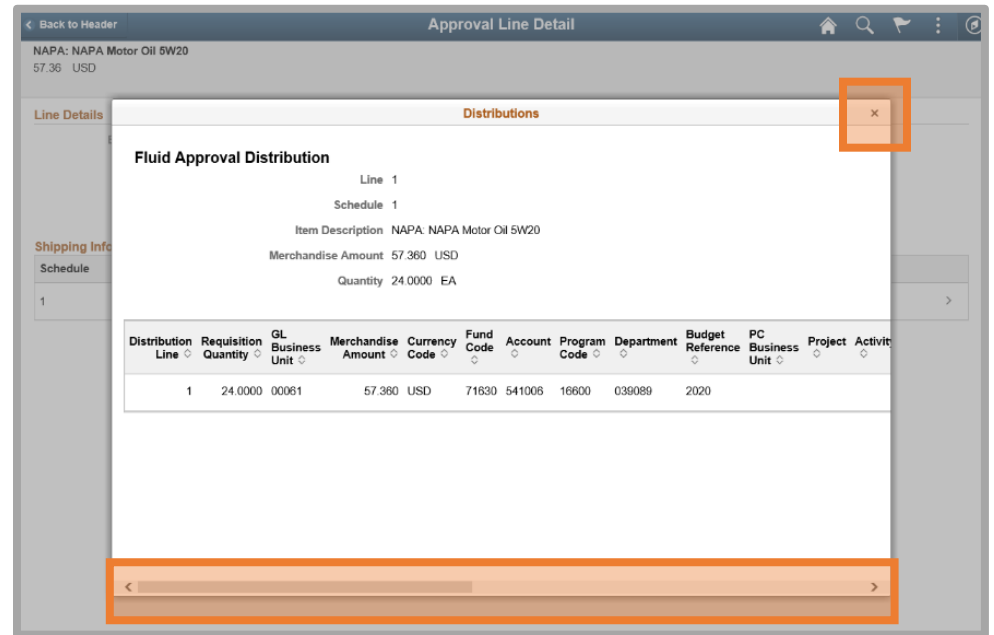 Back to Header
Approval Line Detail
NAPA: NAPA Motor Oil 5W20
57.36 USD
Line Details
Distributions
Fluid Approval Distribution
Line 1
Schedule 1
Item Description NAPA: NAPA Motor Oil 5W20
Merchandise Amount 57.360 USD
Quantity 24.0000 EA
Shipping Info
Schedule
1
Distribution Line Requisition Quantity GL Business Unit Merchandise Amount Currency Code Fund Code Account Program Code Department Budget Reference PC Business Unit Project Activity
1 24.0000 00061 57.360 USD 71630 541006 16600 039089 2020